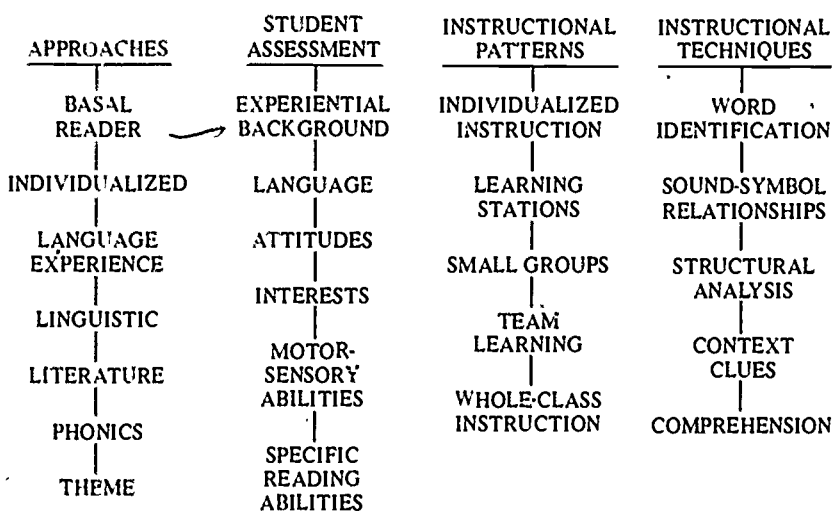 APPROACHES
BASAL
READER
INDIVIDUALIZED
LANGUAGE
EXPERIENCE
LINGUISTIC
LITERATURE
PHONICS
THEME
STUDENT
ASSESSMENT
EXPERIENTIAL
BACKGROUND
LANGUAGE
ATTITUDES
INTERESTS
MOTOR-
SENSORY
ABILITIES
SPECIFIC
READING
ABILITIES
INSTRUCTIONAL
PATTERNS
INDIVIDUALIZED
INSTRUCTION
LEARNING
STATIONS
SMALL GROUPS
TEAM
LEARNING
WHOLE-CLASS
INSTRUCTION
INSTRUCTIONAL
TECHNIQUES
WORD
IDENTIFICATION
SOUND-SYMBOL
RELATIONSHIPS
STRUCTURAL
ANALYSIS
CONTEXT
CLUES
COMPREHENSION